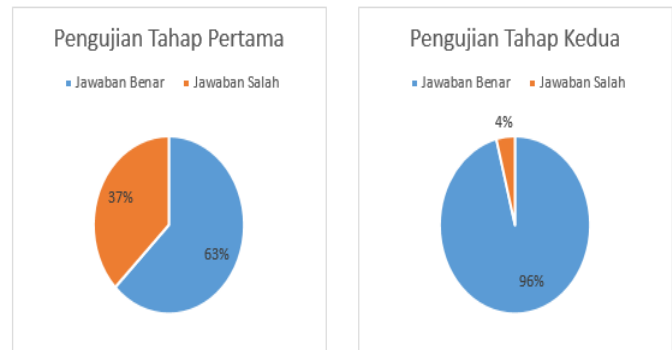 Pengujian Tahap Pertama
Jawaban Benar Jawaban Salah
37%
63%
Pengujian Tahap Kedua
Jawaban Benar Jawaban Salah
4%
96%